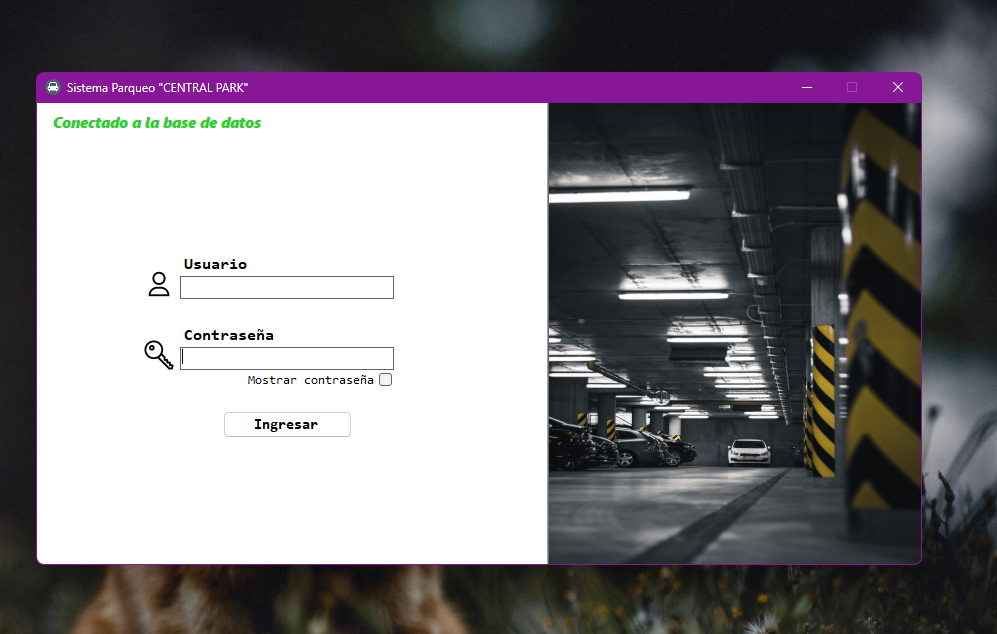 Sistema Parqueo "CENTRAL PARK"
Conectado a la base de datos
Usuario
Contraseña
Mostrar contraseña
Ingresar